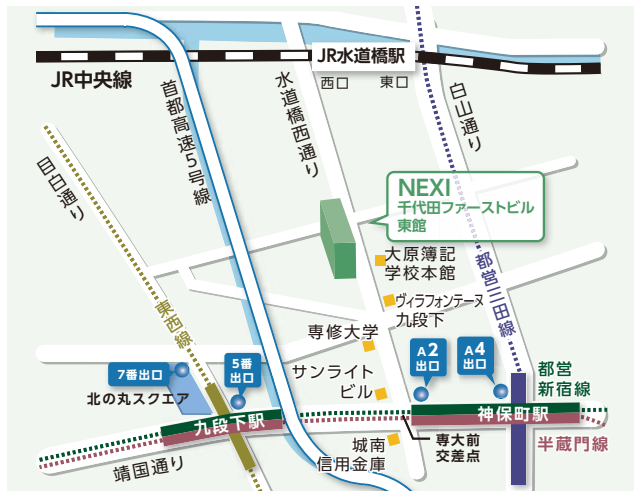 JR水道橋駅
JR中央線
西口
東口
首都高速5号線
水道橋西通り
白山通り
目白通り
NEXI
千代田ファーストビル
東館
大原簿記
学校本館
都営三田線
ヴィラフォンテーヌ
九段下
東西線
専修大学
A2
出口
A4
出口
5番
出口
7番出口
サンライト
ビル
都営
新宿線
北の丸スクエア
九段下駅
神保町駅
専大前
交差点
半蔵門線
城南
信用金庫
靖国通り